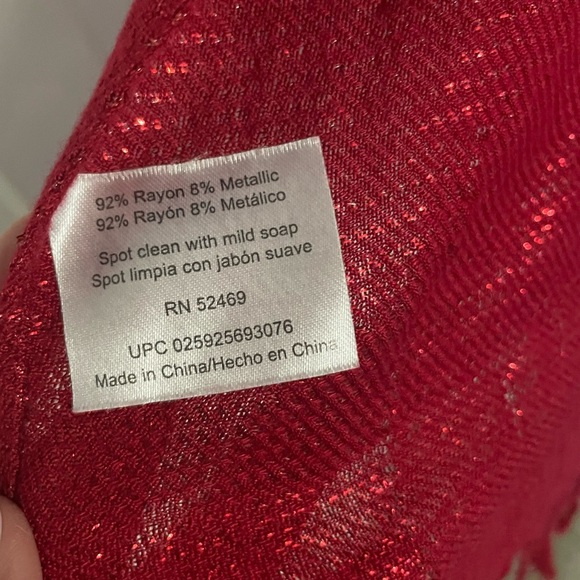 92% Rayon 8% Metallic
92% Rayón 8% Metálico
Spot clean with mild soap
Spot limpia con jabón suave
RN 52469
UPC 025925693076
Made in China/Hecho en China